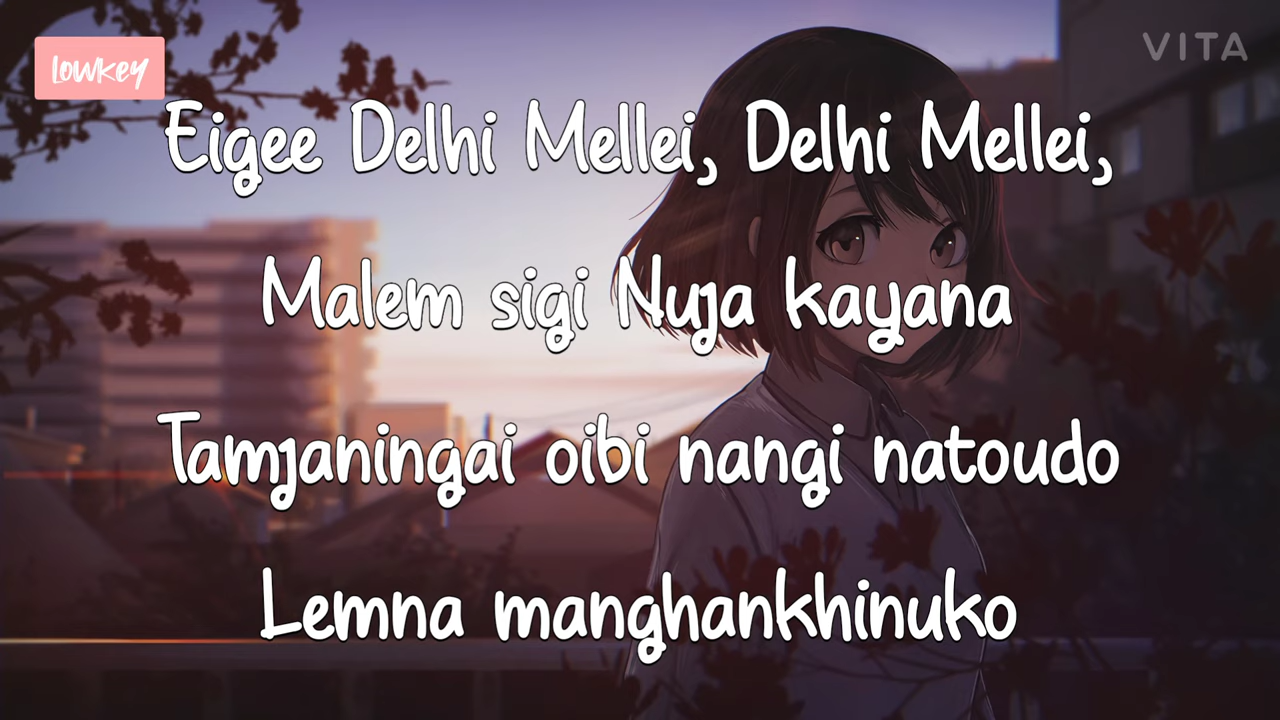 Lowkey
VITA
Eigee Delhi Mellei, Delhi Mellei,
Malem sigi Nuja kayana
Tamjaningai oibi nangi natoudo
Lemna manghankhinuko